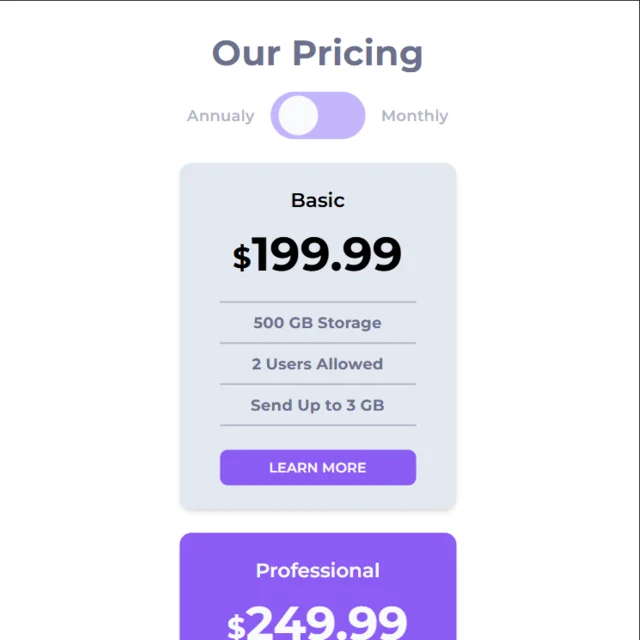 Our Pricing
Annualy
Monthly
Basic
$199.99
500 GB Storage
2 Users Allowed
Send Up to 3 GB
LEARN MORE
Professional
$249.99